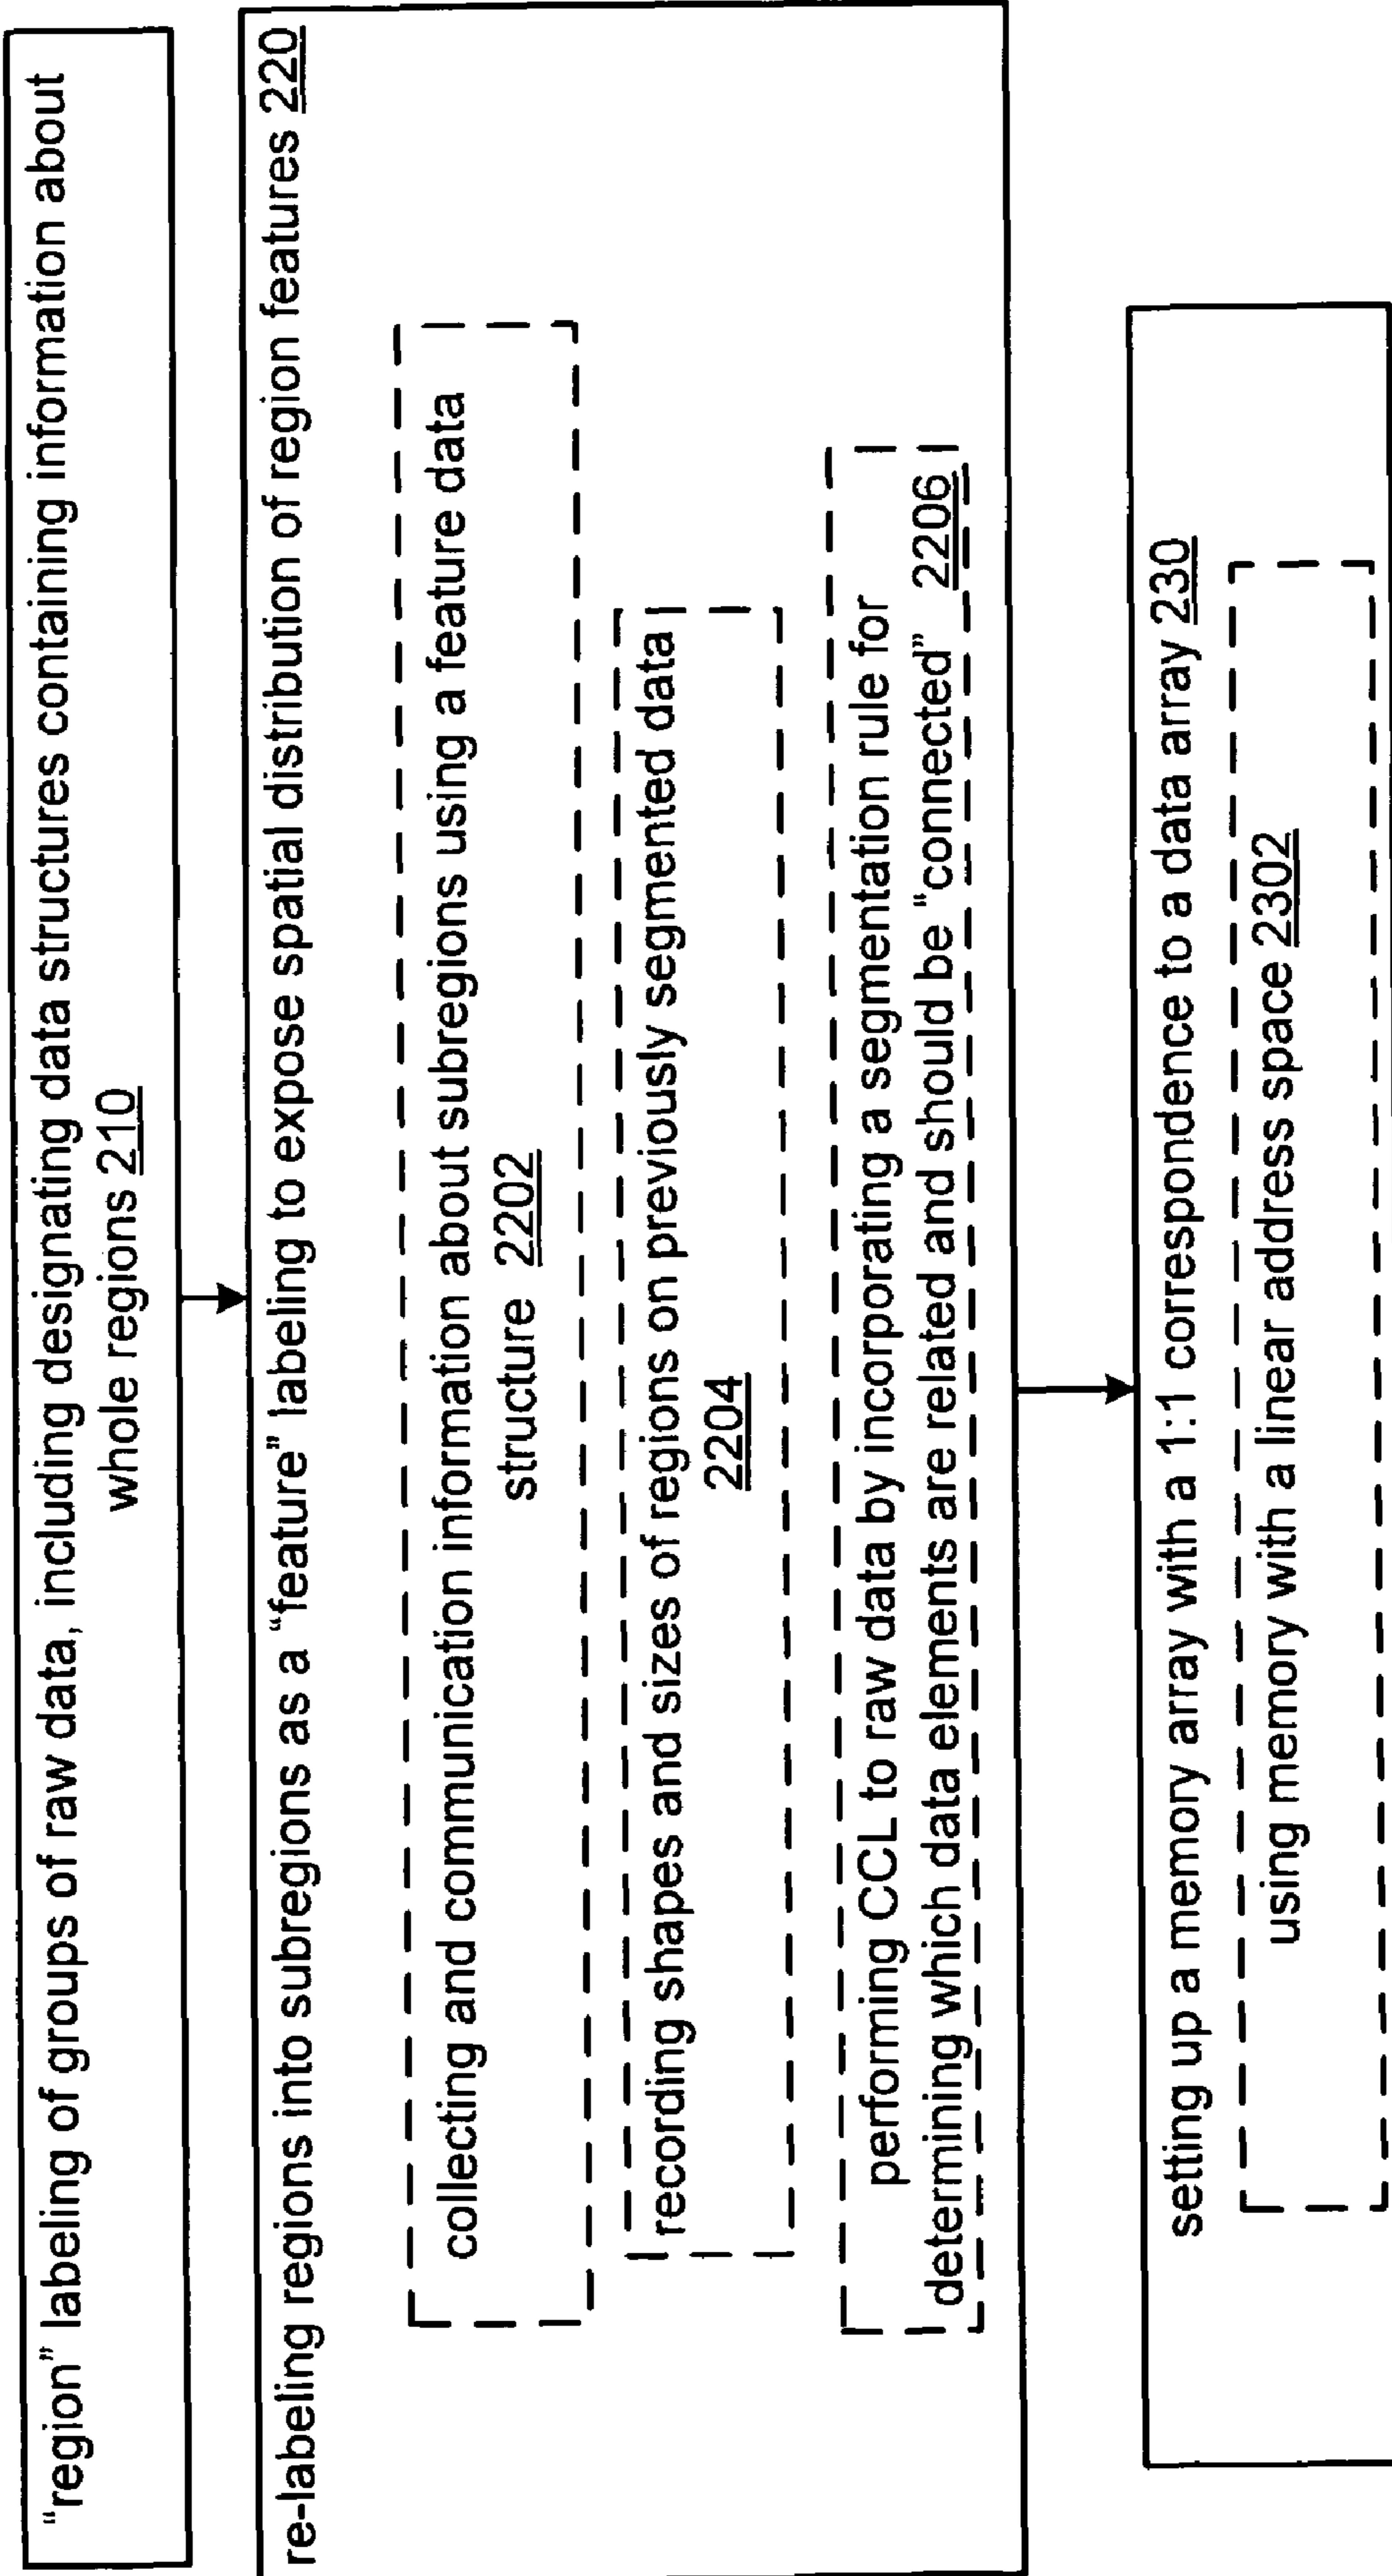 “region” labeling of groups of raw data, including designating data structures containing information about
whole regions 210
re-labeling regions into subregions as a “feature” labeling to expose spatial distribution of region features 220
collecting and communication information about subregions using a feature data
structure 2202
recording shapes and sizes of regions on previously segmented data
2204
performing CCL to raw data by incorporating a segmentation rule for
determining which data elements are related and should be “connected” 2206
setting up a memory array with a 1:1 correspondence to a data array 230
using memory with a linear address space 2302